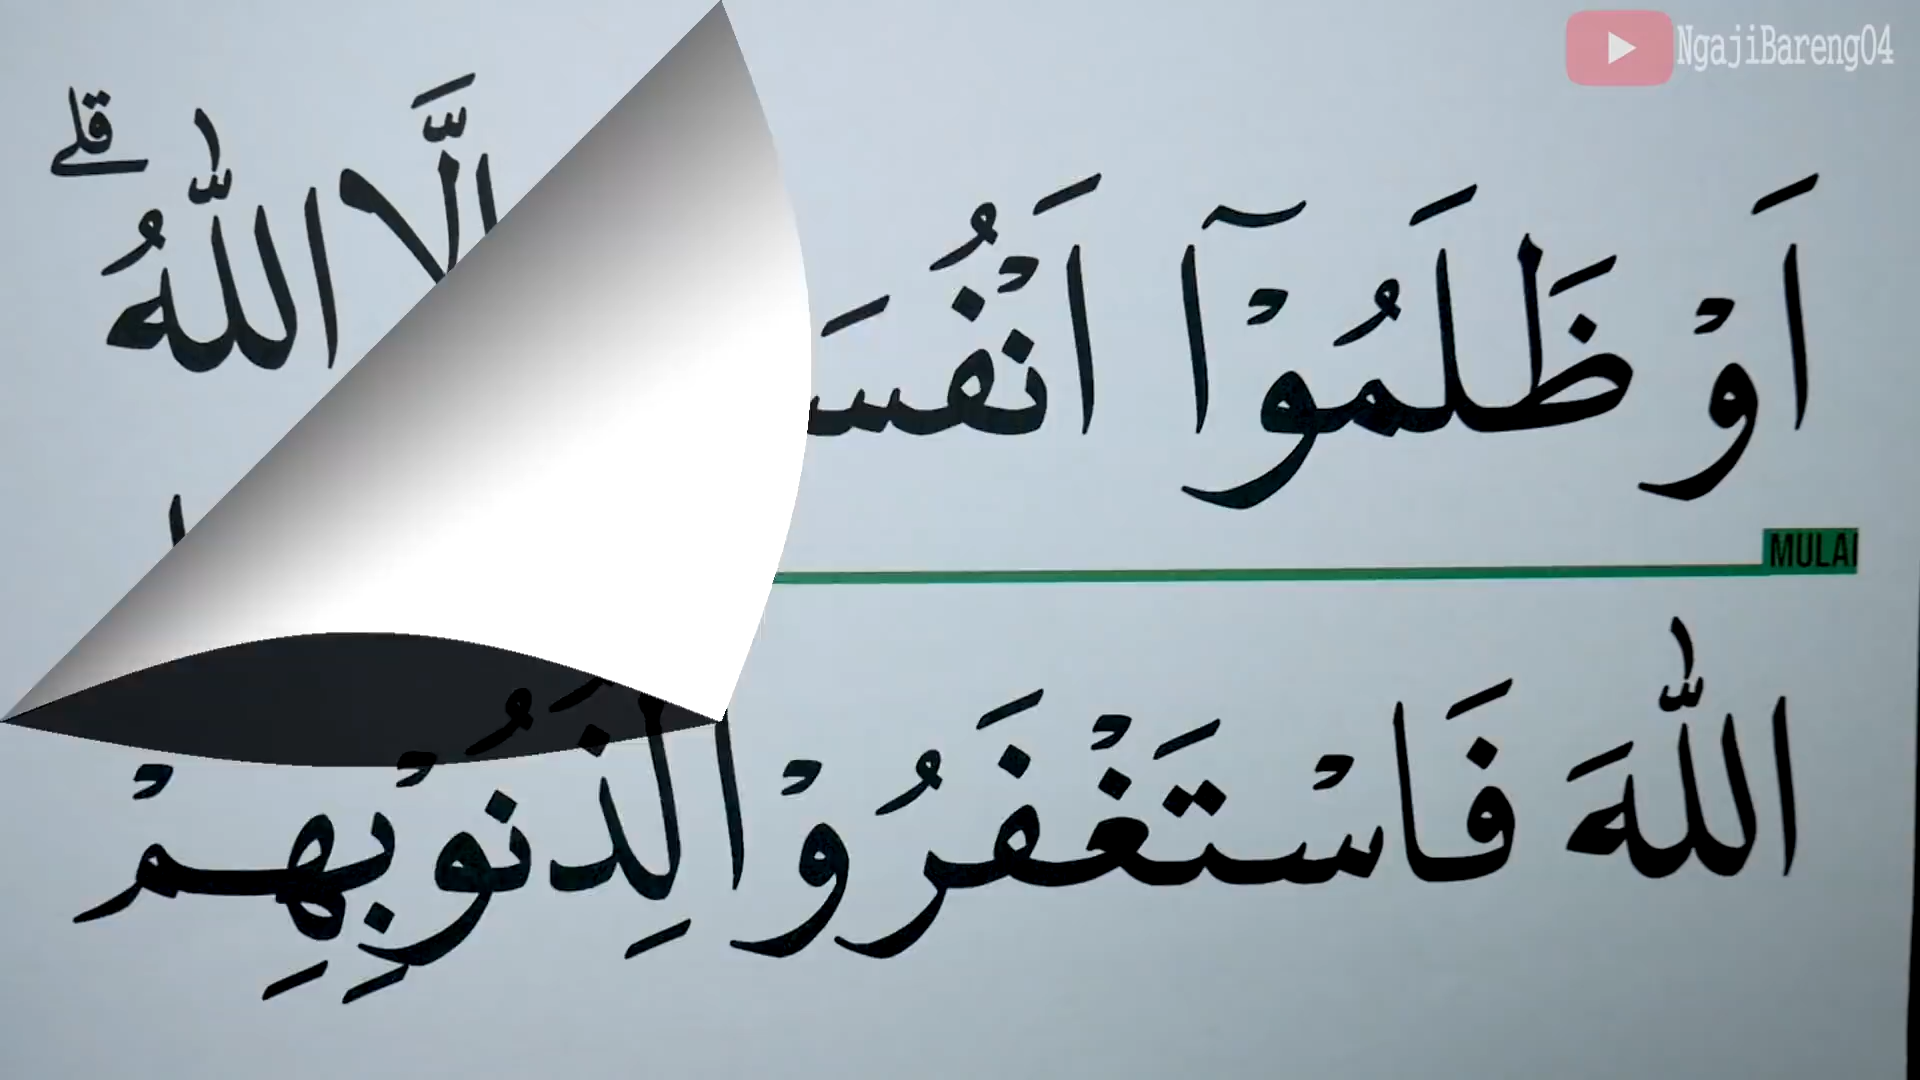 NgajiBareng04
اَوْ ظَلَمُوْٓا اِلَّا اللّٰهُ ۗ
MULAI
اللّٰهَ فَاسْتَغْفَرُوْا لِذُنُوْبِهِمْ